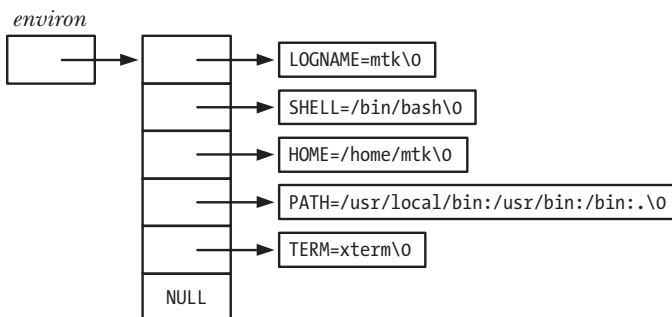 environ
LOGNAME=mtk\0
SHELL=/bin/bash\0
HOME=/home/mtk\0
PATH=/usr/local/bin:/usr/bin:/bin:.\0
TERM=xterm\0
NULL